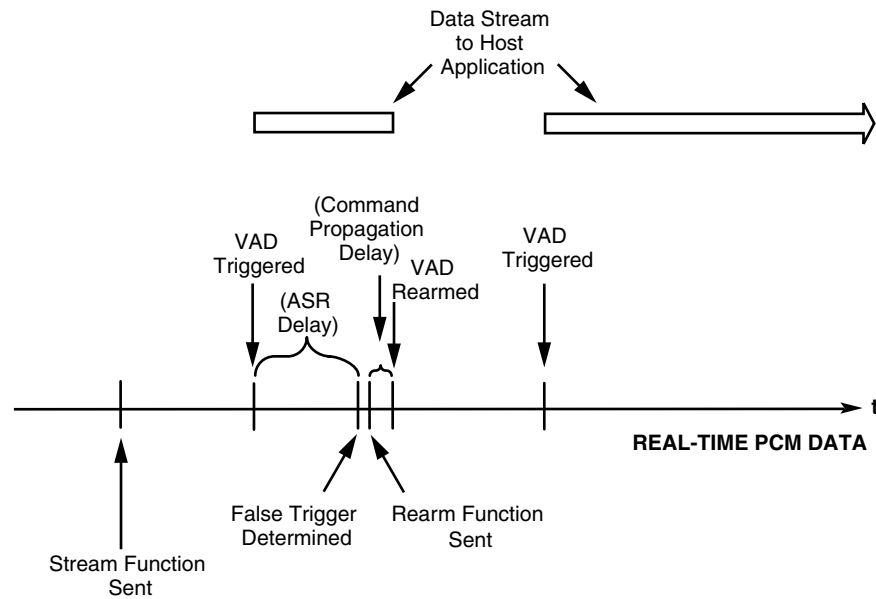 Data Stream
to Host
Application
(Command
Propagation
Delay)
VAD
Triggered
VAD
Rearmed
VAD
Triggered
(ASR
Delay)
t
REAL-TIME PCM DATA
False Trigger
Determined
Rearm Function
Sent
Stream Function
Sent